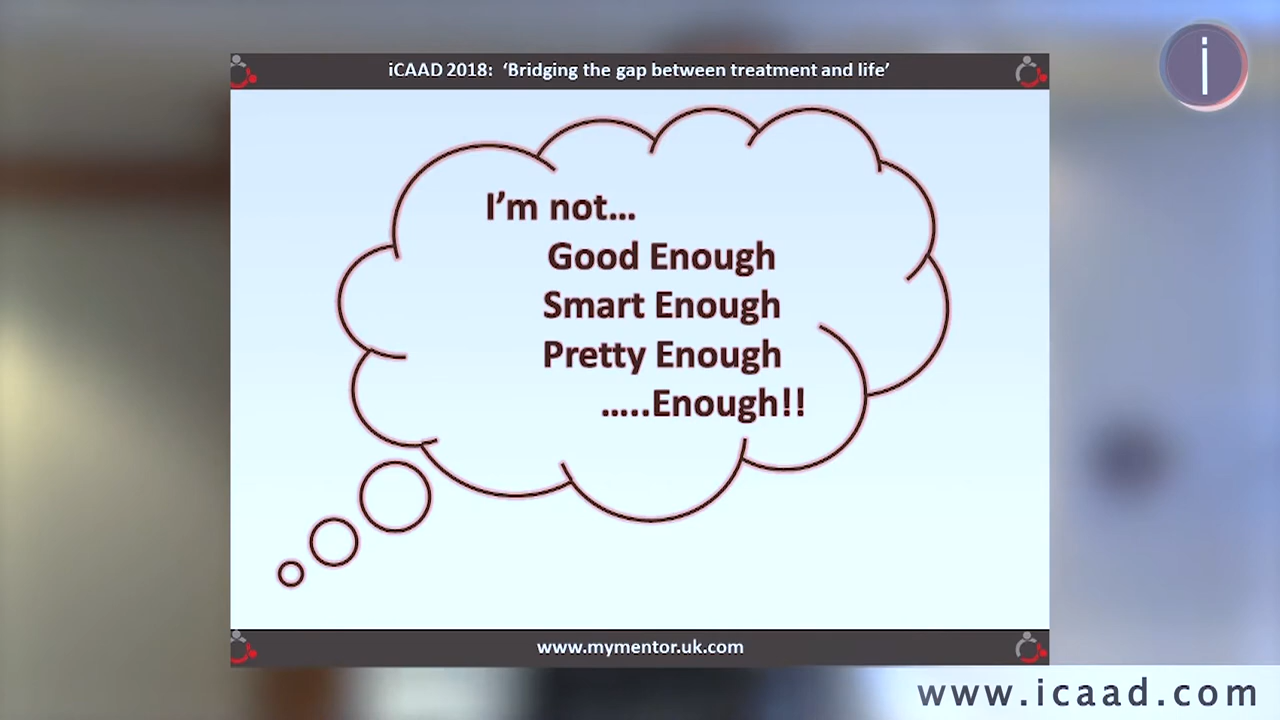 iCAAD 2018:  ‘Bridging the gap between treatment and life’
i
I’m not…
Good Enough
Smart Enough
Pretty Enough
…..Enough!!
www.mymentor.uk.com
www.icaad.com